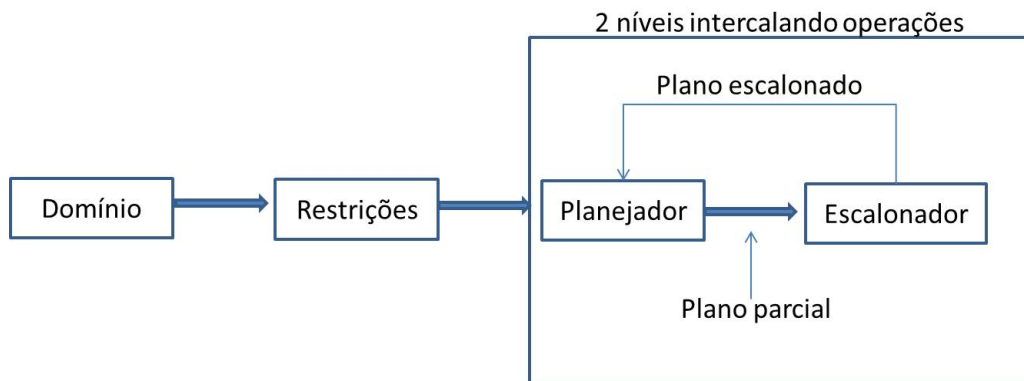 2 níveis intercalando operações
Plano escalonado
Domínio
Restrições
Planejador
Escalonador
Plano parcial